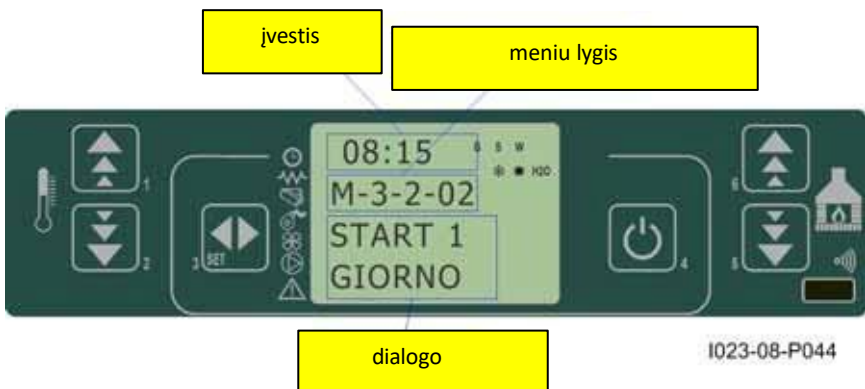 įvestis
meniu lygis
08:15
D S W
H2O
M-3-2-02
START 1
GIORNO
1
2
3 SET
4
6
5
dialogo
I023-08-P044